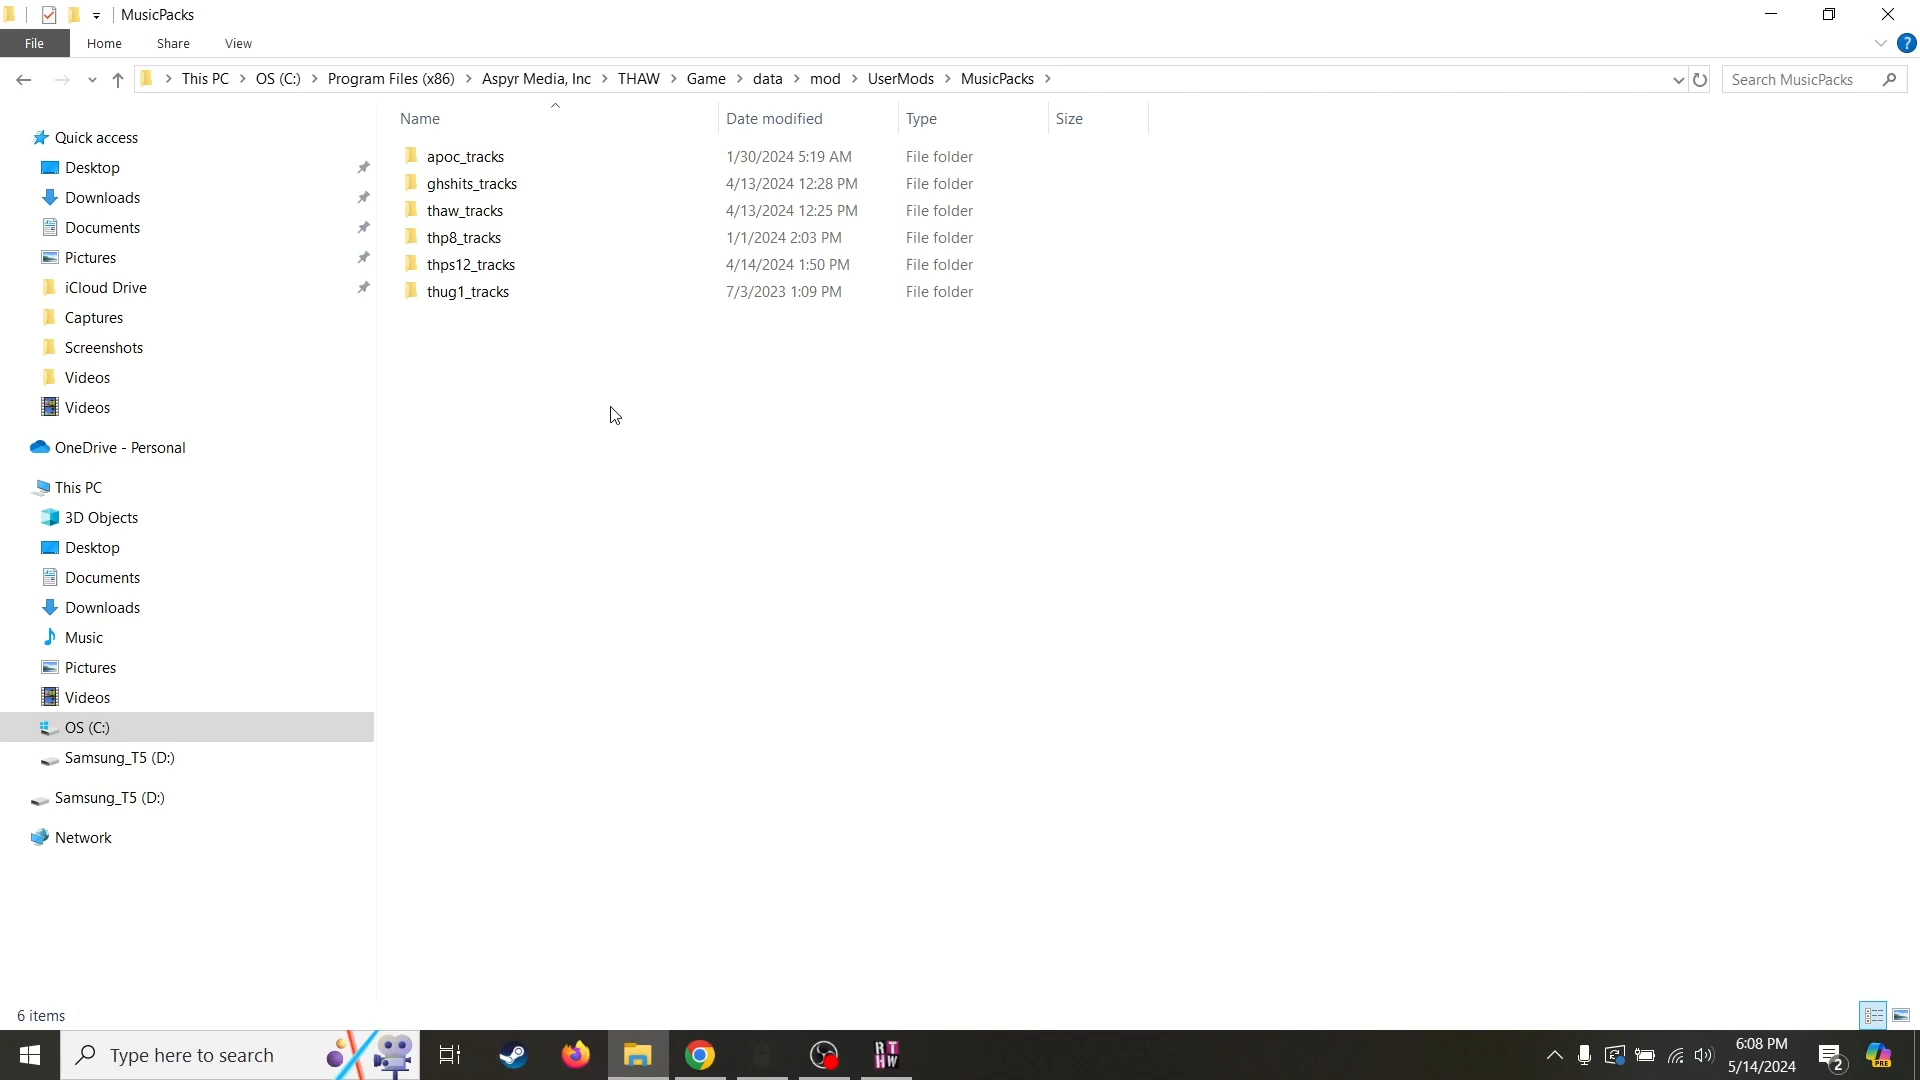 MusicPacks
File Home Share View
This PC OS (C:) Program Files (x86) Aspyr Media, Inc THAW Game data mod UserMods MusicPacks
Search MusicPacks
Name Date modified Type Size
apoc_tracks 1/30/2024 5:19 AM File folder
ghshits_tracks 4/13/2024 12:28 PM File folder
thaw_tracks 4/13/2024 12:25 PM File folder
thp8_tracks 1/1/2024 2:03 PM File folder
thps12_tracks 4/14/2024 1:50 PM File folder
thug1_tracks 7/3/2023 1:09 PM File folder
Quick access
Desktop
Downloads
Documents
Pictures
iCloud Drive
Captures
Screenshots
Videos
Videos
OneDrive - Personal
This PC
3D Objects
Desktop
Documents
Downloads
Music
Pictures
Videos
OS (C:)
Samsung_T5 (D:)
Samsung_T5 (D:)
Network
6 items
Type here to search
RT
HW
6:08 PM
5/14/2024
2
PRE